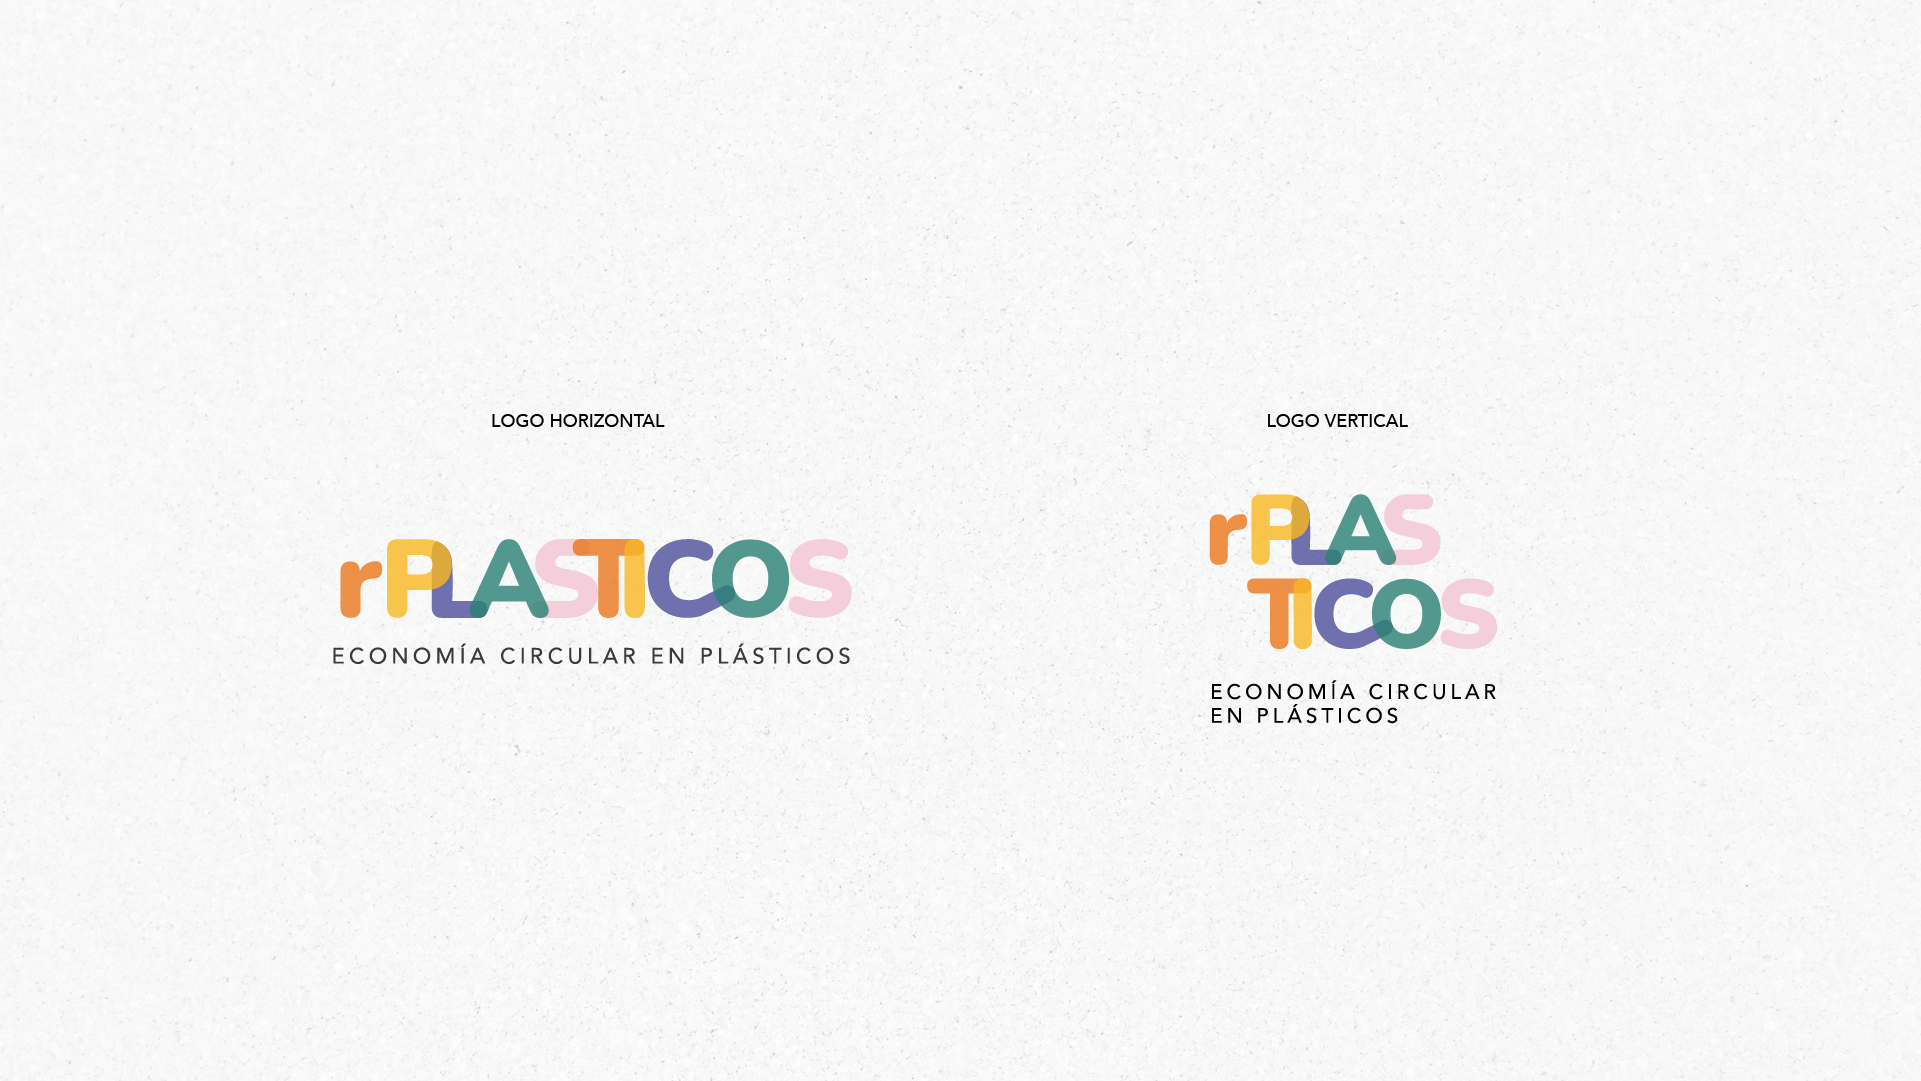 LOGO HORIZONTAL
rPLASTICOS
ECONOMÍA CIRCULAR EN PLÁSTICOS
LOGO VERTICAL
rPLAS
TICOS
ECONOMÍA CIRCULAR
EN PLÁSTICOS